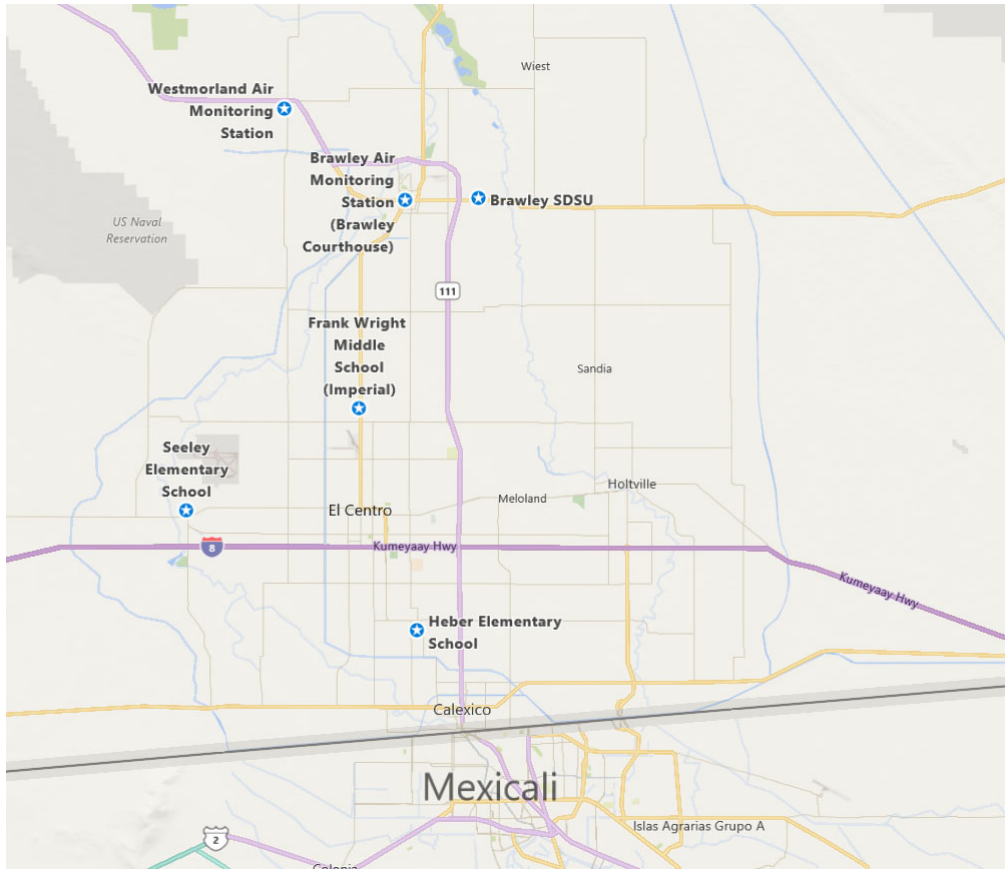 Wiest
Westmorland Air
Monitoring
Station
Brawley Air
Monitoring
Station
(Brawley
Courthouse)
Brawley SDSU
US Naval
Reservation
111
Frank Wright
Middle
School
(Imperial)
Sandia
Seeley
Elementary
School
Holtville
Meloland
El Centro
8
Kumeyaay Hwy
Kumeyaay Hwy
Heber Elementary
School
Calexico
Mexicali
Islas Agrarias Grupo A
2
Colonia